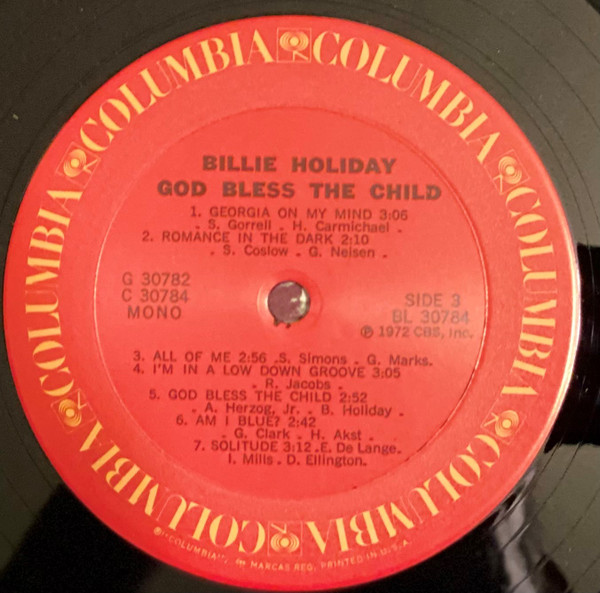 COLUMBIA COLUMBIA COLUMBIA COLUMBIA COLUMBIA COLUMBIA
BILLIE HOLIDAY
GOD BLESS THE CHILD
1. GEORGIA ON MY MIND 3:06
. S. Gorrell . H. Carmichael .
2. ROMANCE IN THE DARK 2:10
. S. Coslow . G. Neisen .
G 30782
C 30784
MONO
SIDE 3
BL 30784
℗ 1972 CBS, Inc.
3. ALL OF ME 2:56 .S. Simons . G. Marks.
4. I'M IN A LOW DOWN GROOVE 3:05
. R. Jacobs .
5. GOD BLESS THE CHILD 2:52
. A. Herzog, Jr. . B. Holiday .
6. AM I BLUE? 2:42
. G. Clark . H. Akst .
7. SOLITUDE 3:12 .E. De Lange.
I. Mills . D. Ellington.
"COLUMBIA", MARCAS REG. PRINTED IN U.S.A.